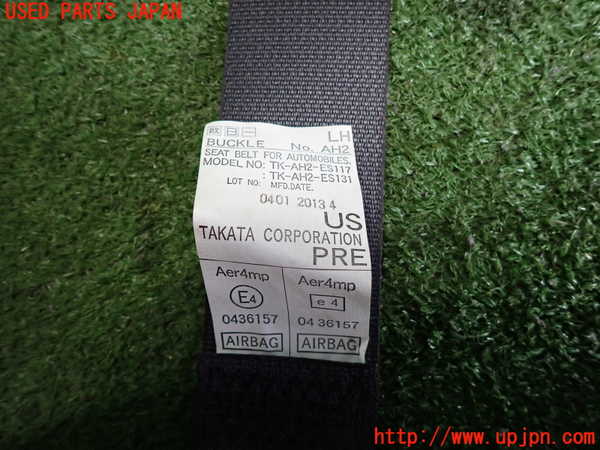 USED PARTS JAPAN
LH
BUCKLE No. AH2
SEAT BELT FOR AUTOMOBILES.
MODEL NO: TK-AH2-ES117
: TK-AH2-ES131
LOT NO: MFD.DATE.
0401 2013 4
US
TAKATA CORPORATION
PRE
Aer4mp Aer4mp
E4 e 4
0436157 0436157
AIRBAG AIRBAG
http://www.upjpn.com/